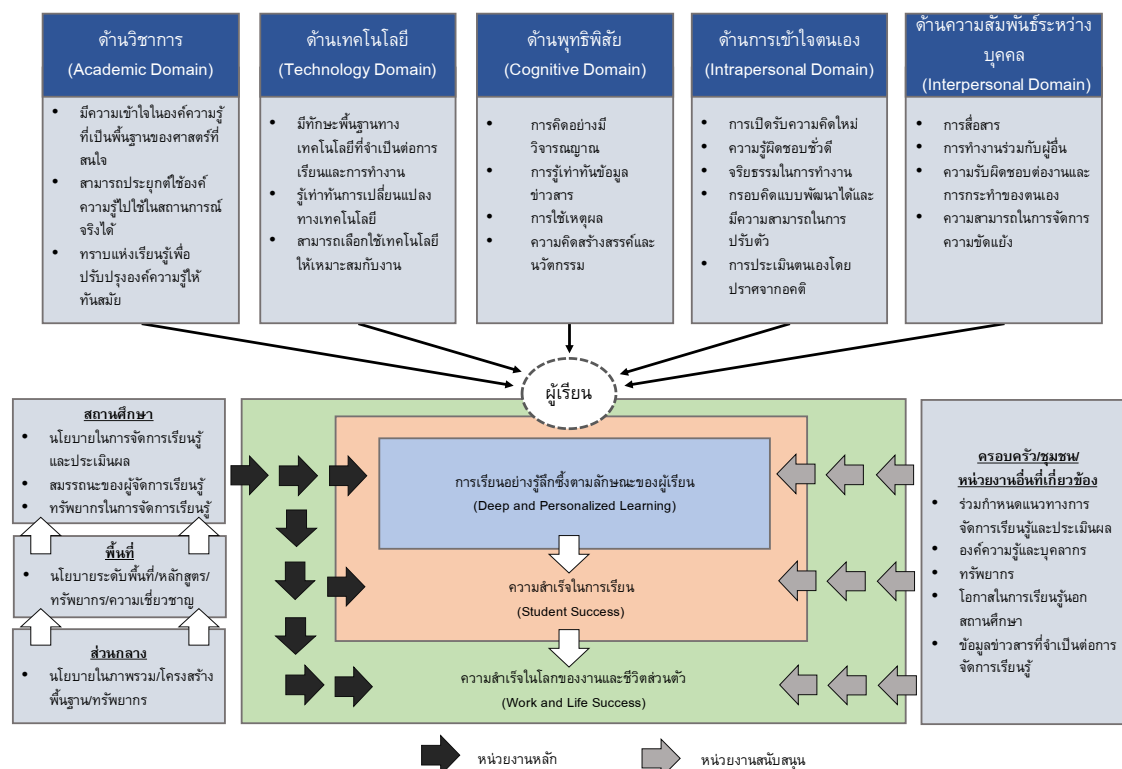 ด้านวิชาการ
(Academic Domain)
• มีความเข้าใจในองค์ความรู้
ที่เป็นพื้นฐานของศาสตร์ที่
สนใจ
• สามารถประยุกต์ใช้องค์
ความรู้ไปใช้ในสถานการณ์
จริงได้
• ทราบแห่งเรียนรู้เพื่อ
ปรับปรุงองค์ความรู้ให้
ทันสมัย
ด้านเทคโนโลยี
(Technology Domain)
• มีทักษะพื้นฐานทาง
เทคโนโลยีที่จำเป็นต่อการ
เรียนและการทำงาน
• รู้เท่าทันการเปลี่ยนแปลง
ทางเทคโนโลยี
• สามารถเลือกใช้เทคโนโลยี
ให้เหมาะสมกับงาน
ด้านพุทธิพิสัย
(Cognitive Domain)
• การคิดอย่างมี
วิจารณญาณ
• การรู้เท่าทันข้อมูล
ข่าวสาร
• การใช้เหตุผล
• ความคิดสร้างสรรค์และ
นวัตกรรม
ด้านการเข้าใจตนเอง
(Intrapersonal Domain)
• การเปิดรับความคิดใหม่
• ความรู้ผิดชอบชั่วดี
• จริยธรรมในการทำงาน
• กรอบคิดแบบพัฒนาได้และ
มีความสามารถในการ
ปรับตัว
• การประเมินตนเองโดย
ปราศจากอคติ
ด้านความสัมพันธ์ระหว่าง
บุคคล
(Interpersonal Domain)
• การสื่อสาร
• การทำงานร่วมกับผู้อื่น
• ความรับผิดชอบต่องานและ
การกระทำของตนเอง
• ความสามารถในการจัดการ
ความขัดแย้ง
ผู้เรียน
สถานศึกษา
• นโยบายในการจัดการเรียนรู้
และประเมินผล
• สมรรถนะของผู้จัดการเรียนรู้
• ทรัพยากรในการจัดการเรียนรู้
พื้นที่
• นโยบายระดับพื้นที่/หลักสูตร/
ทรัพยากร/ความเชี่ยวชาญ
ส่วนกลาง
• นโยบายในภาพรวม/โครงสร้าง
พื้นฐาน/ทรัพยากร
การเรียนอย่างรู้ลึกซึ้งตามลักษณะของผู้เรียน
(Deep and Personalized Learning)
ความสำเร็จในการเรียน
(Student Success)
ความสำเร็จในโลกของงานและชีวิตส่วนตัว
(Work and Life Success)
ครอบครัว/ชุมชน/
หน่วยงานอื่นที่เกี่ยวข้อง
• ร่วมกำหนดแนวทางการ
จัดการเรียนรู้และประเมินผล
• องค์ความรู้และบุคลากร
• ทรัพยากร
• โอกาสในการเรียนรู้นอก
สถานศึกษา
• ข้อมูลข่าวสารที่จำเป็นต่อการ
จัดการเรียนรู้
หน่วยงานหลัก
หน่วยงานสนับสนุน